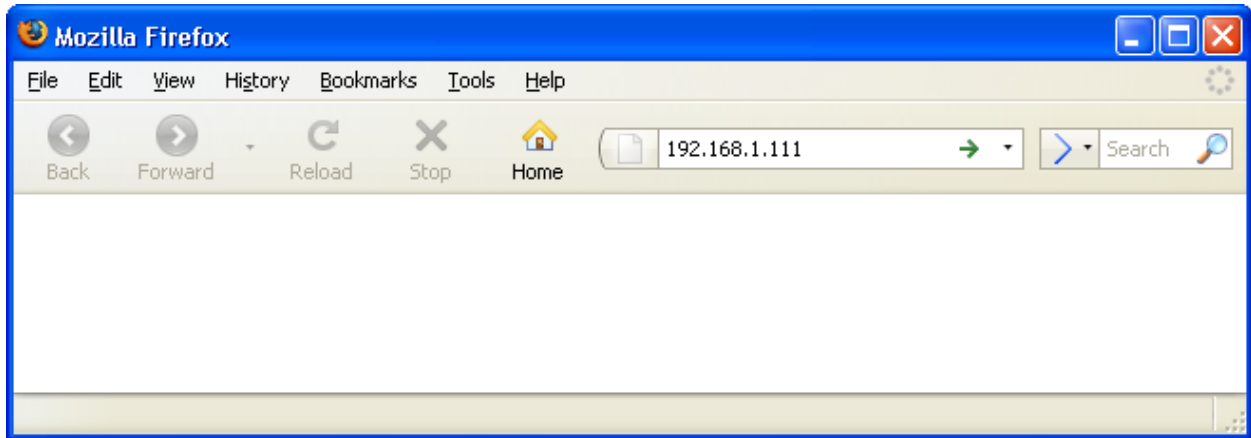 Mozilla Firefox
File Edit View History Bookmarks Tools Help
Back Forward Reload Stop Home 192.168.1.111 Search